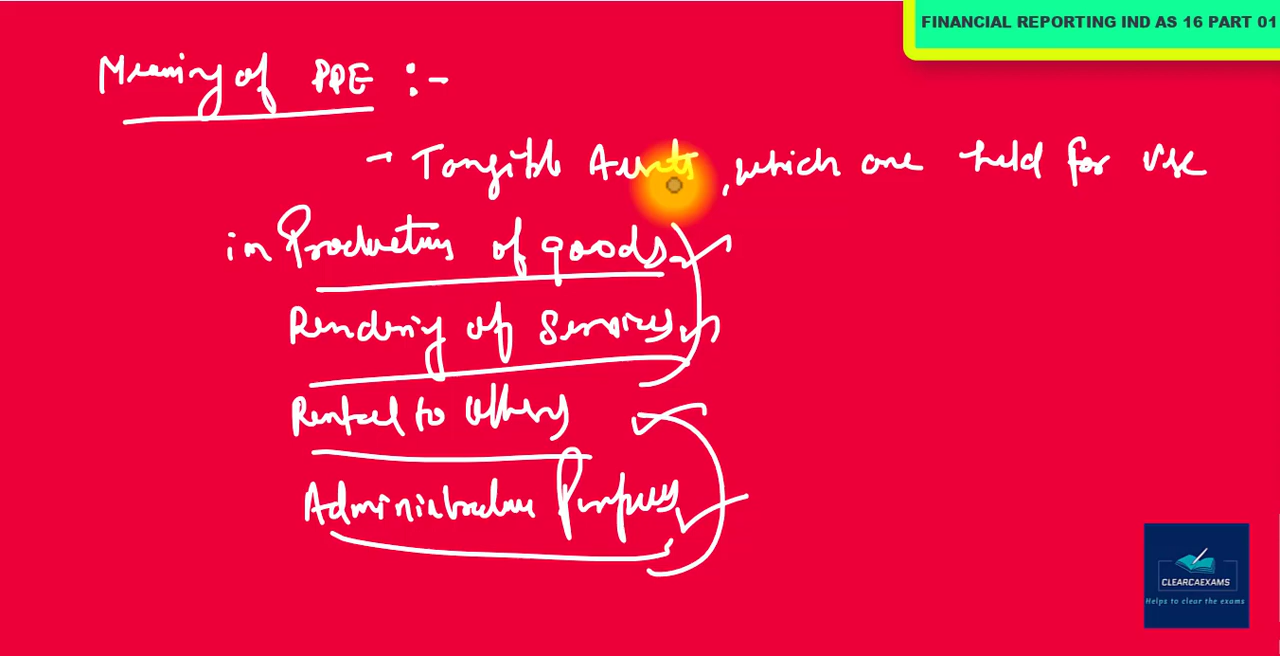 FINANCIAL REPORTING IND AS 16 PART 01
Meaning of PPE :-
- Tangible Assets, which are held for use
in Production of goods
Rendering of Services
Rental to others
Administrative Purposes
CLEARCAEXAMS
Helps to clear the exams